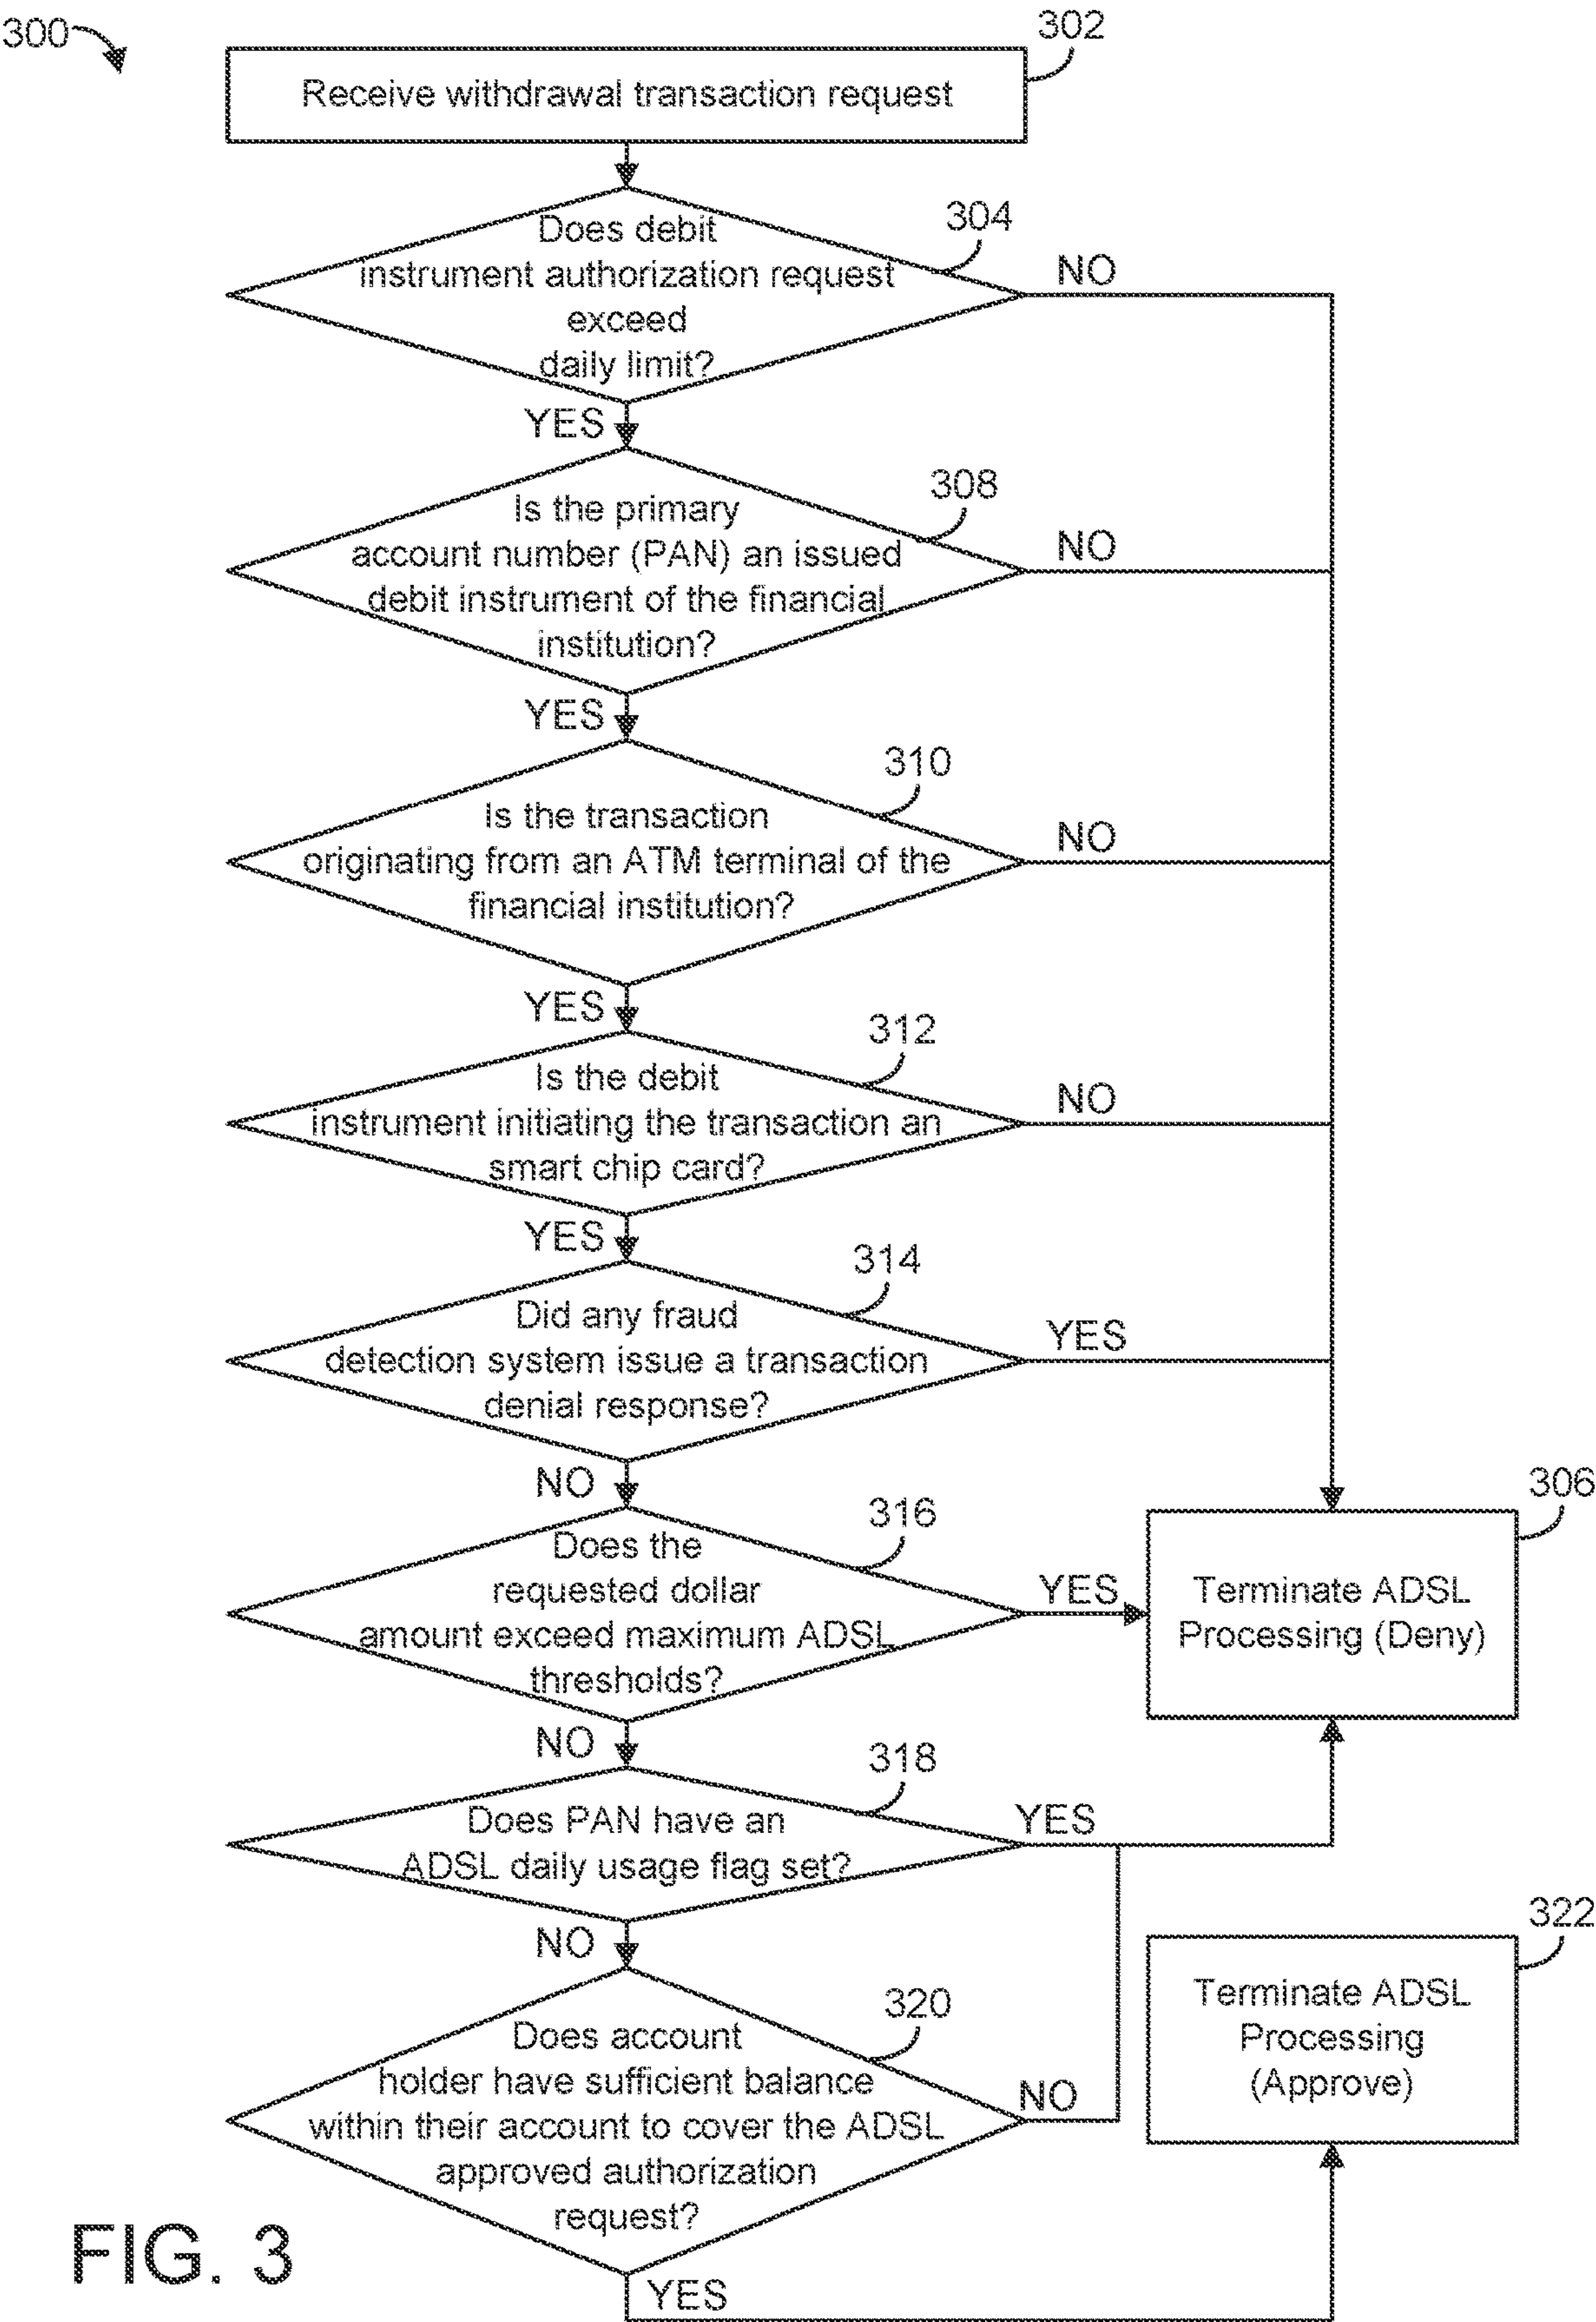 300
302
Receive withdrawal transaction request
304
Does debit
instrument authorization request
exceed
daily limit?
NO
YES
308
Is the primary
account number (PAN) an issued
debit instrument of the financial
institution?
NO
YES
310
Is the transaction
originating from an ATM terminal of the
financial institution?
NO
YES
312
Is the debit
instrument initiating the transaction an
smart chip card?
NO
YES
314
Did any fraud
detection system issue a transaction
denial response?
YES
NO
316
Does the
requested dollar
amount exceed maximum ADSL
thresholds?
YES
306
Terminate ADSL
Processing (Deny)
NO
318
Does PAN have an
ADSL daily usage flag set?
YES
NO
320
Does account
holder have sufficient balance
within their account to cover the ADSL
approved authorization
request?
NO
322
Terminate ADSL
Processing
(Approve)
YES
FIG. 3